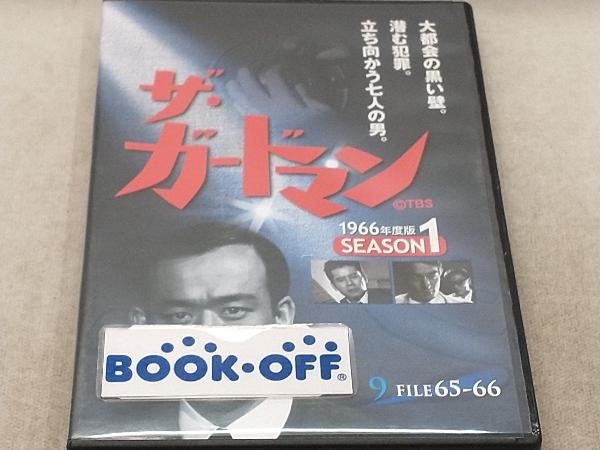 大都会の黒い壁。
潜む犯罪。
立ち向かう七人の男。
ザ・
ガードマン
©TBS
1966年度版
SEASON1
BOOK・OFF®
9 FILE65-66